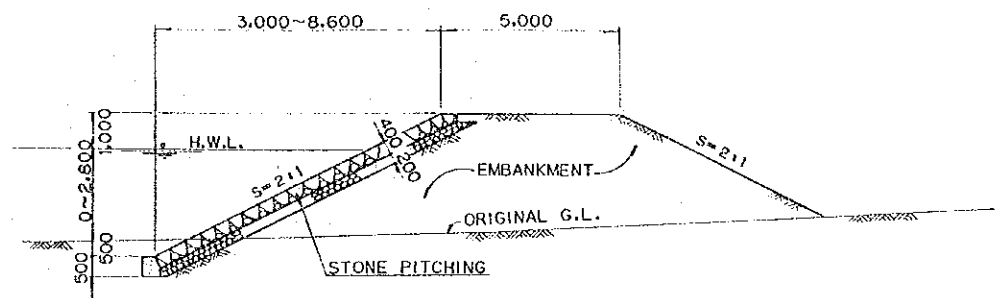 3.000~8.600
5.000
1.000
H.W.L.
400
200
S=2:1
S=2:1
0~2.800
EMBANKMENT
ORIGINAL G.L.
500
500
STONE PITCHING